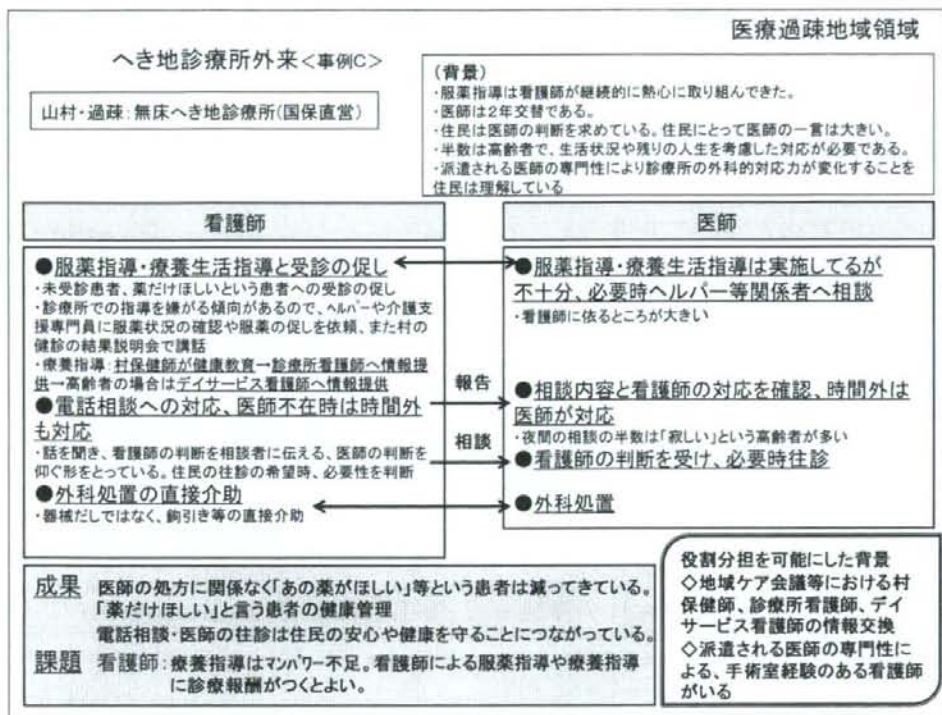 医療過疎地域領域
へき地診療所外来<事例C>
山村・過疎:無床へき地診療所(国保直営)
(背景)
・服薬指導は看護師が継続的に熱心に取り組んできた。
・医師は2年交替である。
・住民は医師の判断を求めている。住民にとって医師の一言は大きい。
・半数は高齢者で、生活状況や残りの人生を考慮した対応が必要である。
・派遣される医師の専門性により診療所の外科的対応力が変化することを
住民は理解している
看護師
●服薬指導・療養生活指導と受診の促し
・未受診患者、薬だけほしいという患者への受診の促し
・診療所での指導を嫌がる傾向があるので、ヘルパーや介護支
援専門員に服薬状況の確認や服薬の促しを依頼、また村の
健診の結果説明会で講話
・療養指導:村保健師が健康教育→診療所看護師へ情報提
供→高齢者の場合はデイサービス看護師へ情報提供
●電話相談への対応、医師不在時は時間外
も対応
・話を聞き、看護師の判断を相談者に伝える、医師の判断を
仰ぐ形をとっている。住民の往診の希望時、必要性を判断
●外科処置の直接介助
・器械だしではなく、鉤引き等の直接介助
報告
相談
医師
●服薬指導・療養生活指導は実施してるが
不十分、必要時ヘルパー等関係者へ相談
・看護師に依るところが大きい
●相談内容と看護師の対応を確認、時間外は
医師が対応
・夜間の相談の半数は「寂しい」という高齢者が多い
●看護師の判断を受け、必要時往診
●外科処置
成果 医師の処方に関係なく「あの薬がほしい」等という患者は減ってきている。
「薬だけほしい」と言う患者の健康管理
電話相談・医師の往診は住民の安心や健康を守ることにつながっている。
課題 看護師:療養指導はマンパワー不足。看護師による服薬指導や療養指導
に診療報酬がつくとよい。
役割分担を可能にした背景
◇地域ケア会議等における村
保健師、診療所看護師、デイ
サービス看護師の情報交換
◇派遣される医師の専門性に
よる、手術室経験のある看護師
がいる